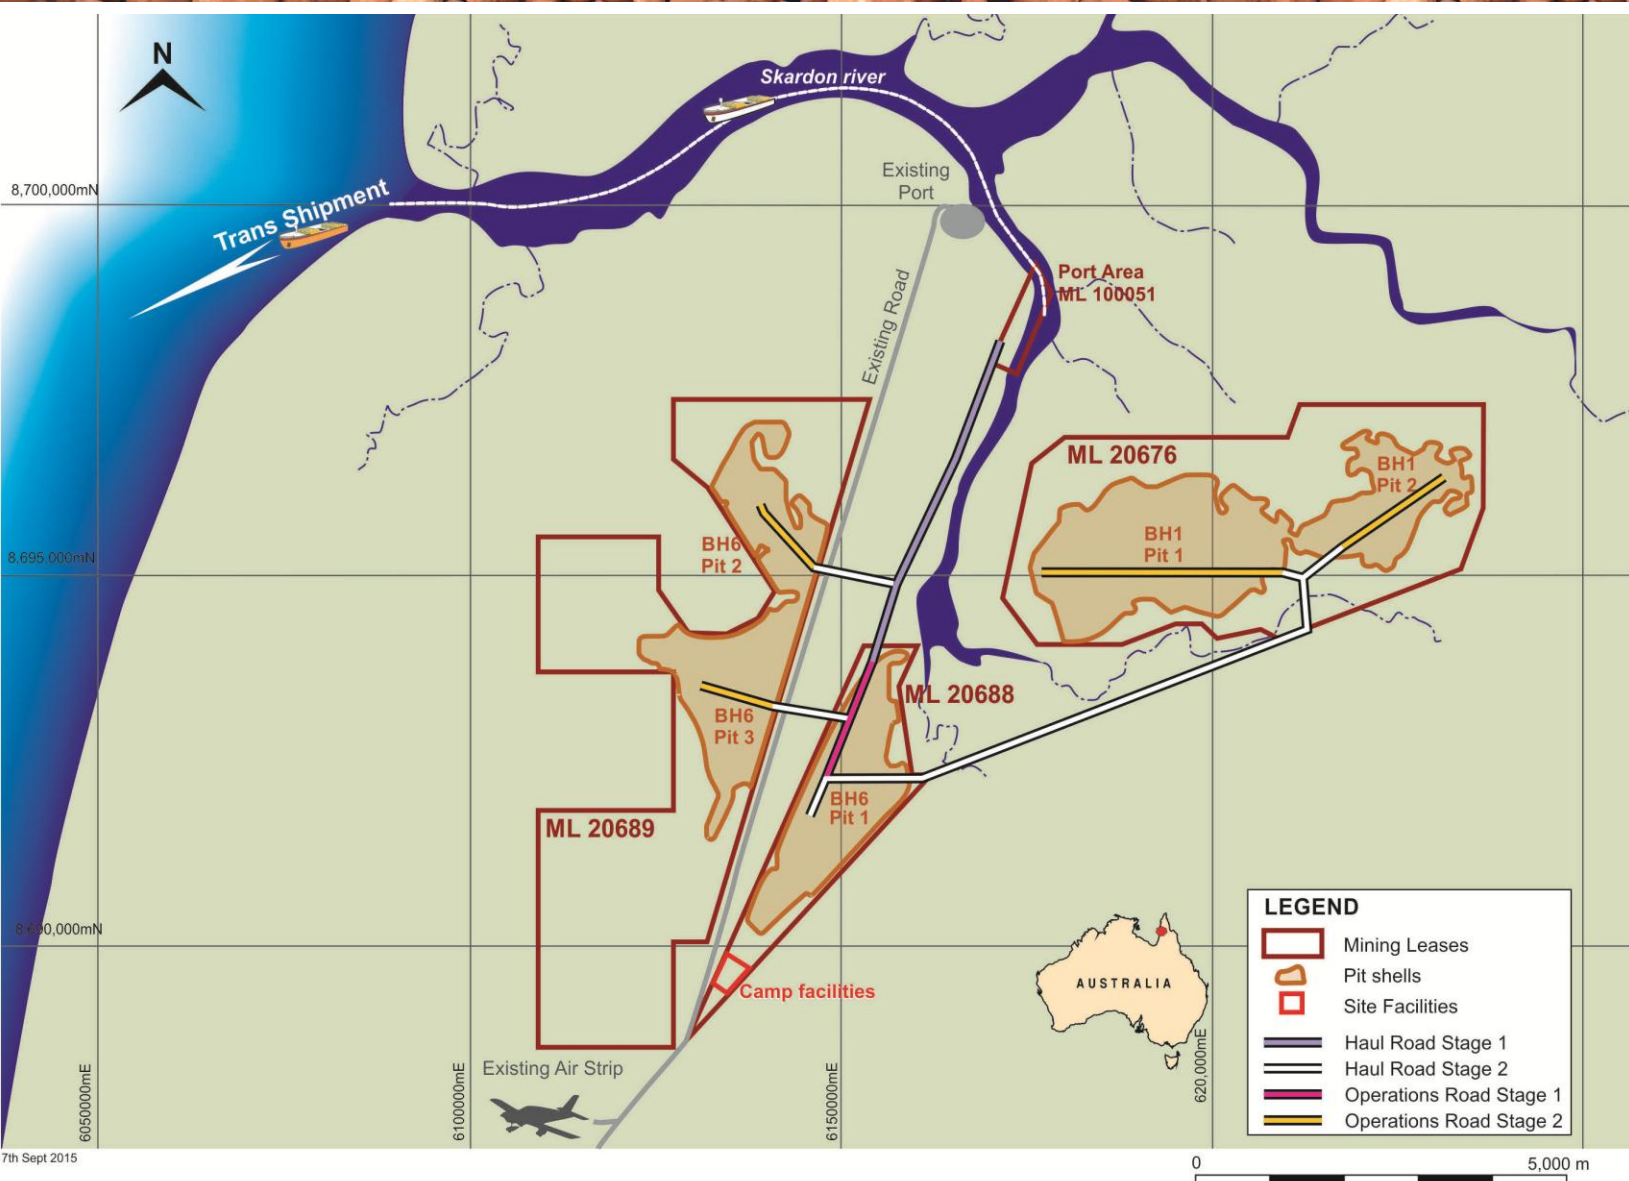 N
Skardon river
Existing
Port
8,700,000mN
Trans Shipment
Port Area
ML 100051
Existing Road
ML 20676
BH1
Pit 2
BH1
Pit 1
8,695,000mN
BH6
Pit 2
ML 20688
BH6
Pit 3
BH6
Pit 1
ML 20689
8,690,000mN
Camp facilities
AUSTRALIA
LEGEND
Mining Leases
Pit shells
Site Facilities
Haul Road Stage 1
Haul Road Stage 2
Operations Road Stage 1
Operations Road Stage 2
Existing Air Strip
6050000mE
6100000mE
6150000mE
620,000mE
7th Sept 2015
0
5,000 m